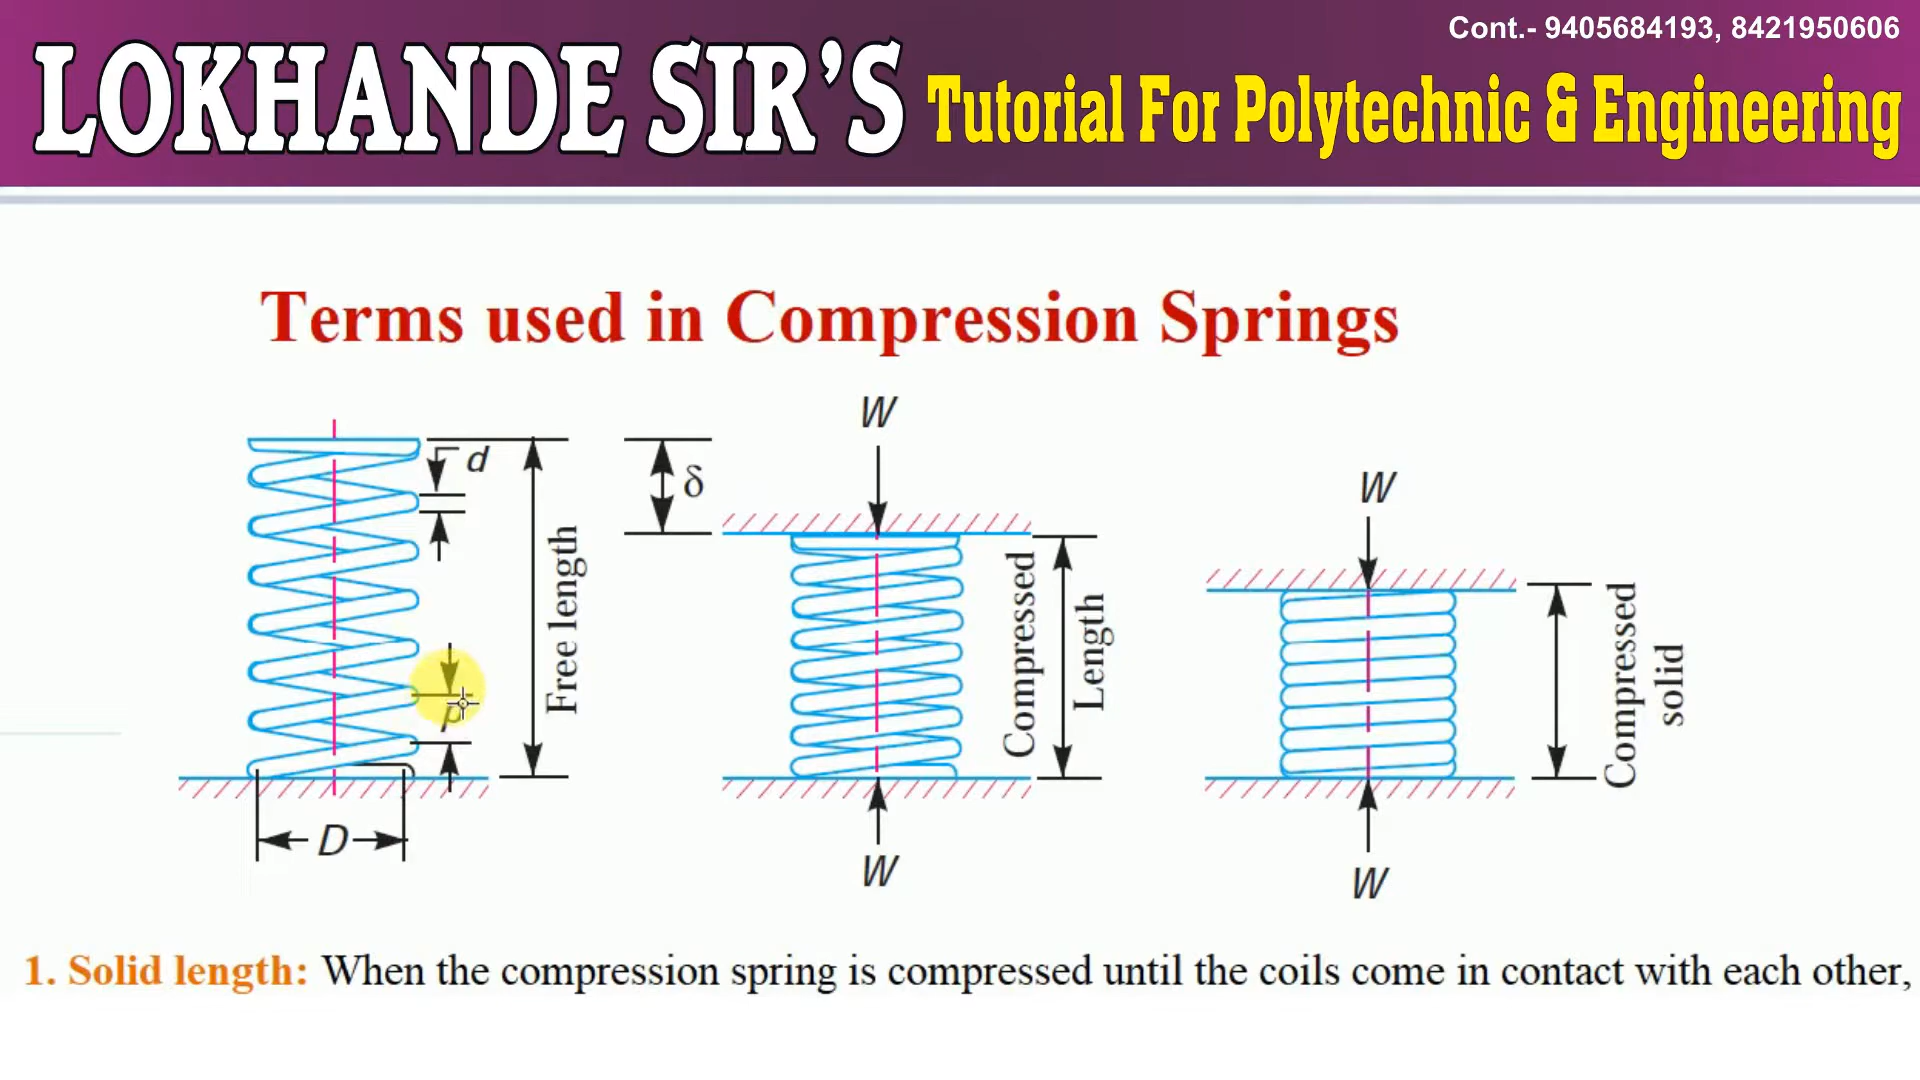 Cont.- 9405684193, 8421950606
LOKHANDE SIR'S Tutorial For Polytechnic & Engineering
Terms used in Compression Springs
W
d
δ
W
Free length
Compressed
Length
Compressed
solid
p
D
W
W
1. Solid length: When the compression spring is compressed until the coils come in contact with each other,